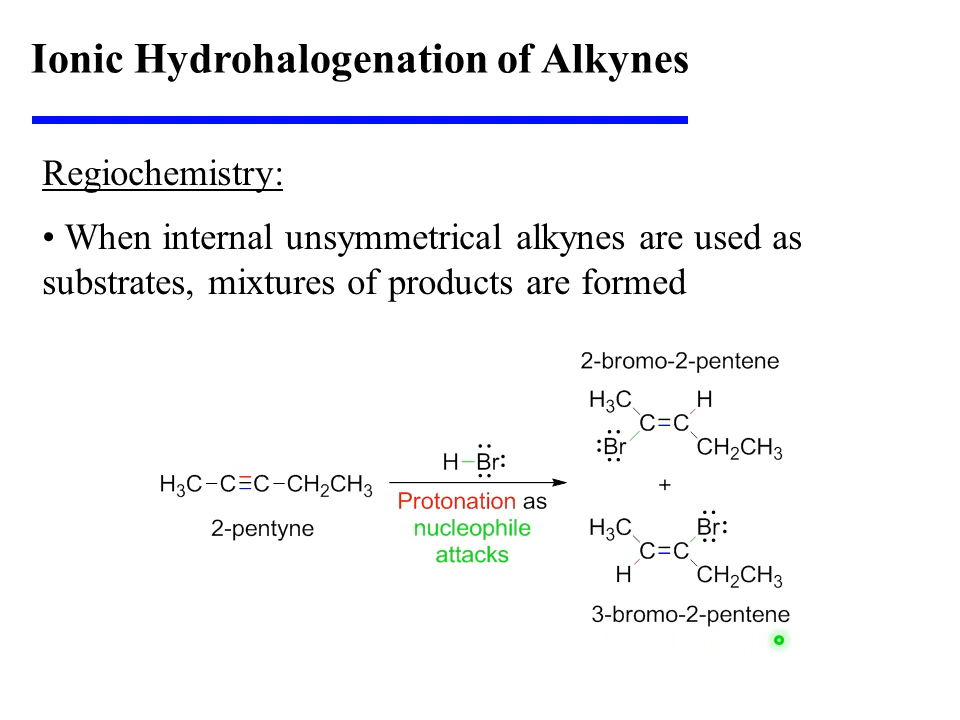 Ionic Hydrohalogenation of Alkynes
Regiochemistry:
• When internal unsymmetrical alkynes are used as
substrates, mixtures of products are formed
2-bromo-2-pentene
H3C H
C=C
:Br CH2CH3
H–Br:
H3C–C≡C–CH2CH3
Protonation as
nucleophile
attacks
2-pentyne
+
H3C Br:
C=C
H CH2CH3
3-bromo-2-pentene